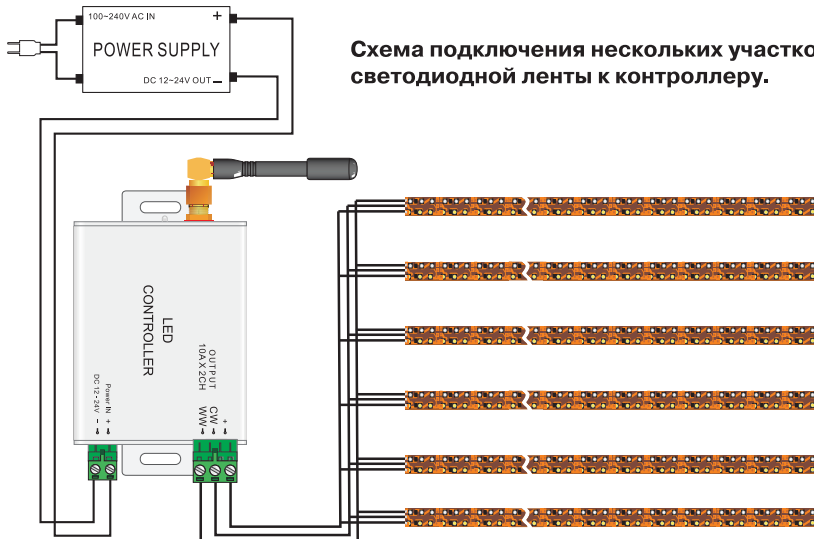 100~240V AC IN
+
POWER SUPPLY
DC 12~24V OUT
—
Схема подключения нескольких участко
светодиодной ленты к контроллеру.
LED
CONTROLLER
OUTPUT
10A X 2CH
WW
CW
+
Power IN
DC 12-24V
- +